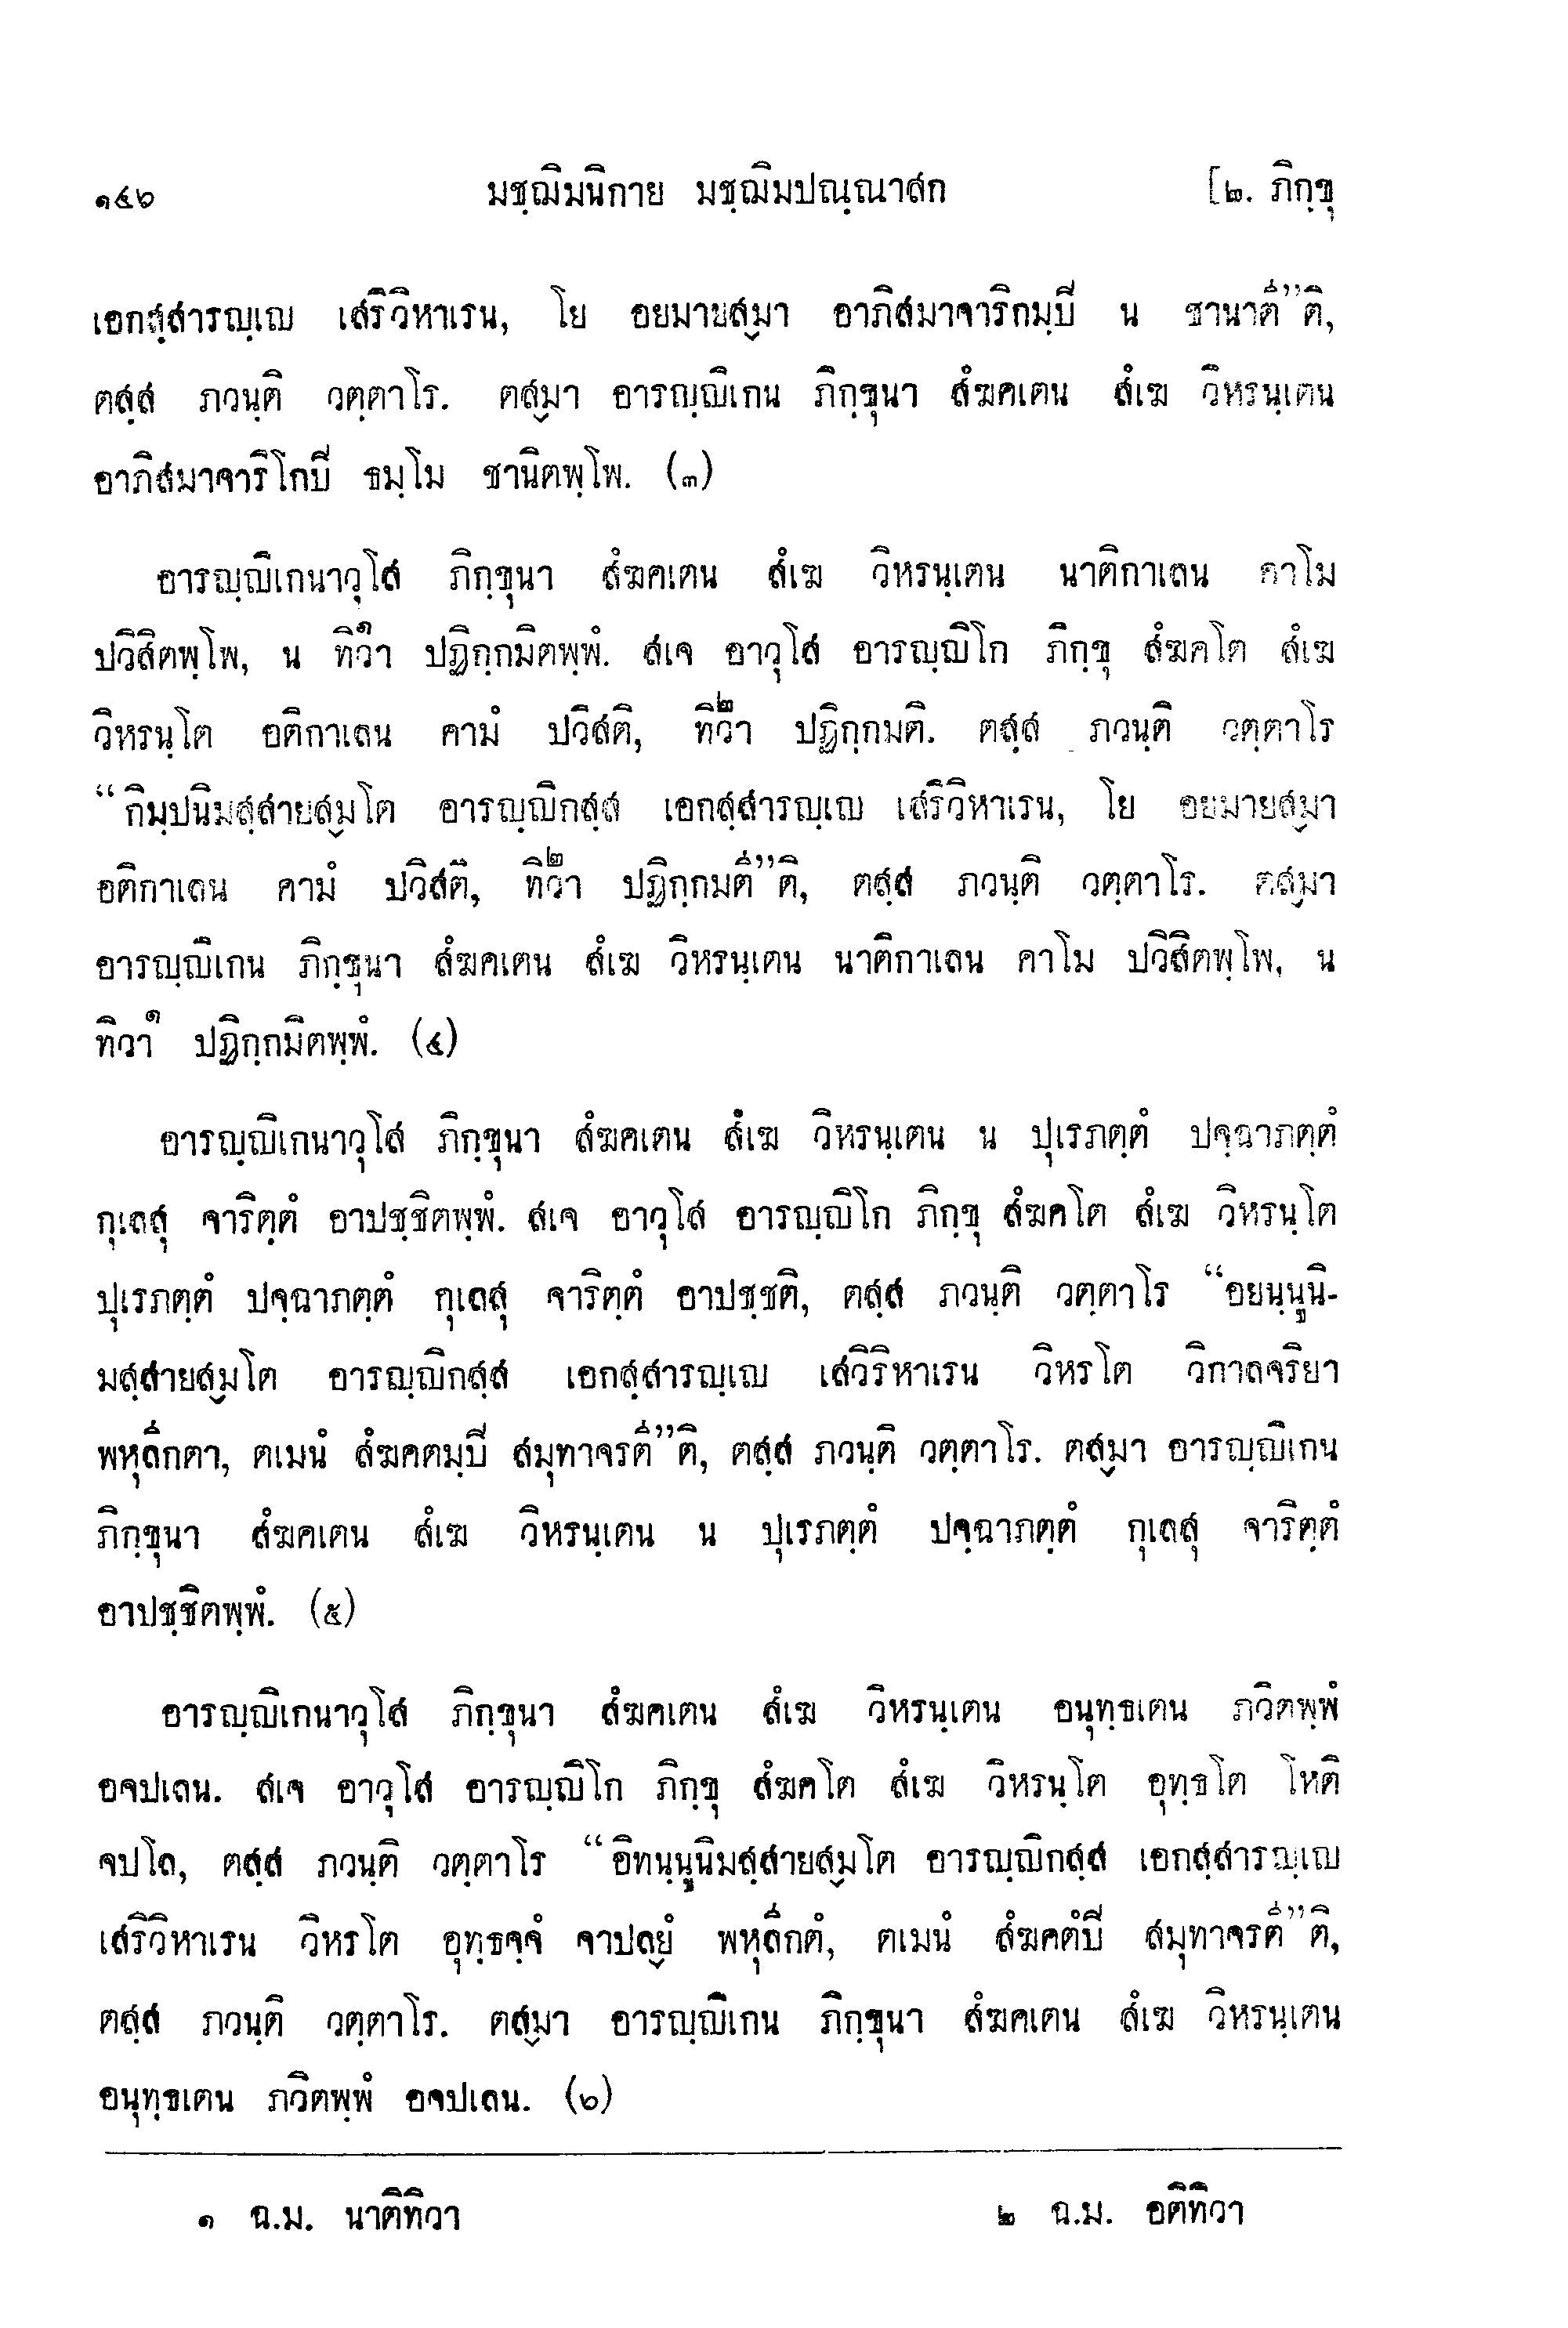 ๑๔๖ มชฺฌิมนิกาย มชฺฌิมปณฺณาสก [๒. ภิกฺขุ
เอกสฺสารญฺเญ เสริวิหาเรน, โย อยมายสฺมา อาภิสมาจาริกมฺปี น ชานาตี่”ติ,
ตสฺส ภวนฺติ วตฺตาโร. ตสฺมา อารญฺญิเกน ภิกฺขุนา สํฆคเตน สํเฆ วิหรนฺเตน
อาภิสมาจาริโกปี ธมฺโม ชานิตพฺโพ. (๓)
อารญฺญิเกนาวุโส ภิกฺขุนา สํฆคเตน สํเฆ วิหรนฺเตน นาติกาเลน คาโม
ปวิสิตพฺโพ, น ทิวา๑ ปฏิกฺกมิตพฺพํ. สเจ อาวุโส อารญฺญิโก ภิกฺขุ สํฆคโต สํเฆ
วิหรนฺโต อติกาเลน คามํ ปวิสติ, ทิวา๒ ปฏิกฺกมติ. ตสฺส ภวนฺติ วตฺตาโร
“กิมฺปนิมสฺสายสฺมโต อารญฺญิกสฺส เอกสฺสารญฺเญ เสริวิหาเรน, โย อยมายสฺมา
อติกาเลน คามํ ปวิสติ, ทิวา๒ ปฏิกฺกมตี่”ติ, ตสฺส ภวนฺติ วตฺตาโร. ตสฺมา
อารญฺญิเกน ภิกฺขุนา สํฆคเตน สํเฆ วิหรนฺเตน นาติกาเลน คาโม ปวิสิตพฺโพ, น
ทิวา๑ ปฏิกฺกมิตพฺพํ. (๔)
อารญฺญิเกนาวุโส ภิกฺขุนา สํฆคเตน สํเฆ วิหรนฺเตน น ปุเรภตฺตํ ปจฺฉาภตฺตํ
กุเลสุ จาริตฺตํ อาปชฺชิตพฺพํ. สเจ อาวุโส อารญฺญิโก ภิกฺขุ สํฆคโต สํเฆ วิหรนฺโต
ปุเรภตฺตํ ปจฺฉาภตฺตํ กุเลสุ จาริตฺตํ อาปชฺชติ, ตสฺส ภวนฺติ วตฺตาโร “อยนฺนูนิ-
มสฺสายสฺมโต อารญฺญิกสฺส เอกสฺสารญฺเญ เสวิริหาเรน วิหรโต วิกาลจริยา
พหุลิ่กตา, ตเมนํ สํฆคตมฺปี สมุทาจรตี่”ติ, ตสฺส ภวนฺติ วตฺตาโร. ตสฺมา อารญฺญิเกน
ภิกฺขุนา สํฆคเตน สํเฆ วิหรนฺเตน น ปุเรภตฺตํ ปจฺฉาภตฺตํ กุเลสุ จาริตฺตํ
อาปชฺชิตพฺพํ. (๕)
อารญฺญิเกนาวุโส ภิกฺขุนา สํฆคเตน สํเฆ วิหรนฺเตน อนุทฺธเตน ภวิตพฺพํ
อจปเลน. สเจ อาวุโส อารญฺญิโก ภิกฺขุ สํฆคโต สํเฆ วิหรนฺโต อุทฺธโต โหติ
จปโล, ตสฺส ภวนฺติ วตฺตาโร “อิทนฺนูนิมสฺสายสฺมโต อารญฺญิกสฺส เอกสฺสารญฺเญ
เสริวิหาเรน วิหรโต อุทฺธจฺจํ จาปลฺยํ พหุลิ่กตํ, ตเมนํ สํฆคตํปี สมุทาจรตี่”ติ,
ตสฺส ภวนฺติ วตฺตาโร. ตสฺมา อารญฺญิเกน ภิกฺขุนา สํฆคเตน สํเฆ วิหรนฺเตน
อนุทฺธเตน ภวิตพฺพํ อจปเลน. (๖)
๑ ฉ.ม. นาติทิวา ๒ ฉ.ม. อติทิวา